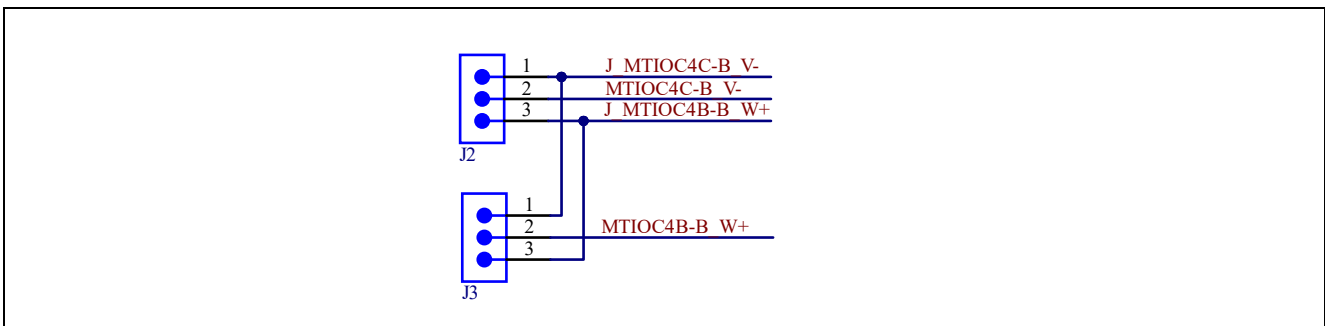 1 J_MTIOC4C-B_V-
2 MTIOC4C-B_V-
3 J_MTIOC4B-B_W+
J2
1
2 MTIOC4B-B_W+
3
J3